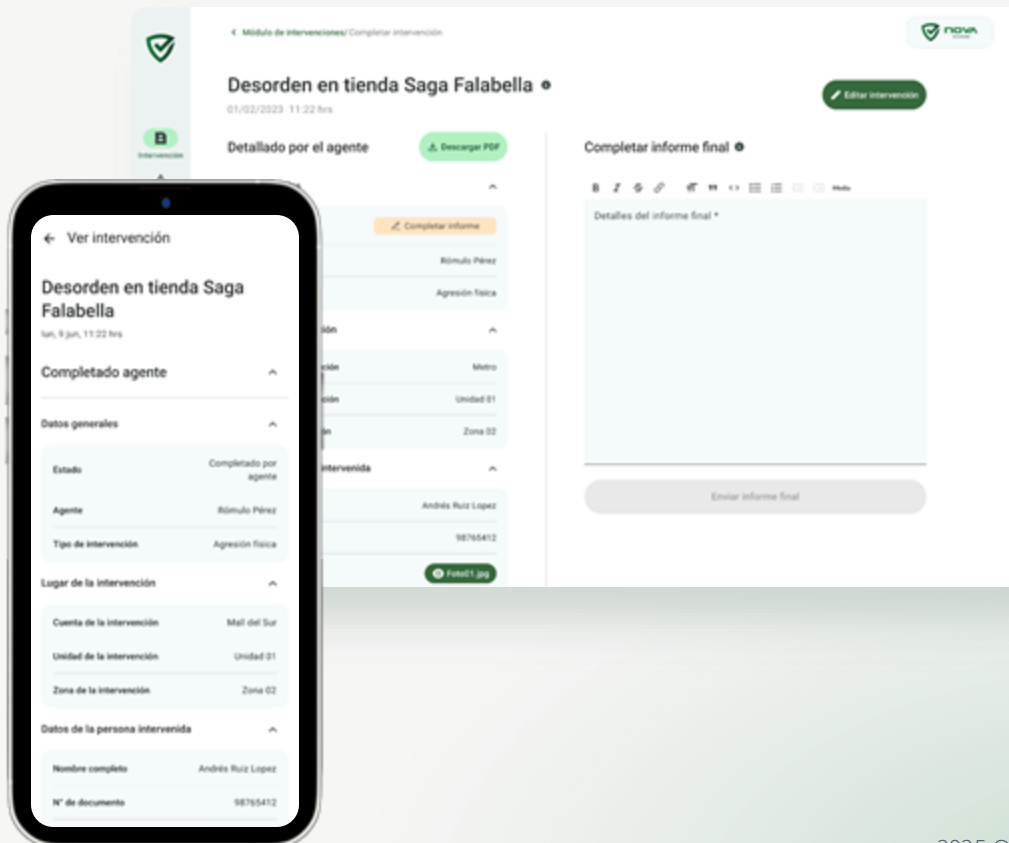 Módulo de intervenciones/ Completar intervención
nova
Desorden en tienda Saga Falabella
01/02/2023 11:22 hrs
Editar intervención
Intervención
Detallado por el agente
Descargar PDF
Completar informe
Rómulo Pérez
Agresión física
ión
ción Metro
ción Unidad 01
ón Zona 02
intervenida
Andrés Ruiz Lopez
98765412
Foto01.jpg
Completar informe final
B I S
Detalles del informe final *
Enviar informe final
Ver intervención
Desorden en tienda Saga
Falabella
lun, 9 jun, 11:22 hrs
Completado agente
Datos generales
Estado Completado por
agente
Agente Rómulo Pérez
Tipo de intervención Agresión física
Lugar de la intervención
Cuenta de la intervención Mall del Sur
Unidad de la intervención Unidad 01
Zona de la intervención Zona 02
Datos de la persona intervenida
Nombre completo Andrés Ruiz Lopez
N° de documento 98765412